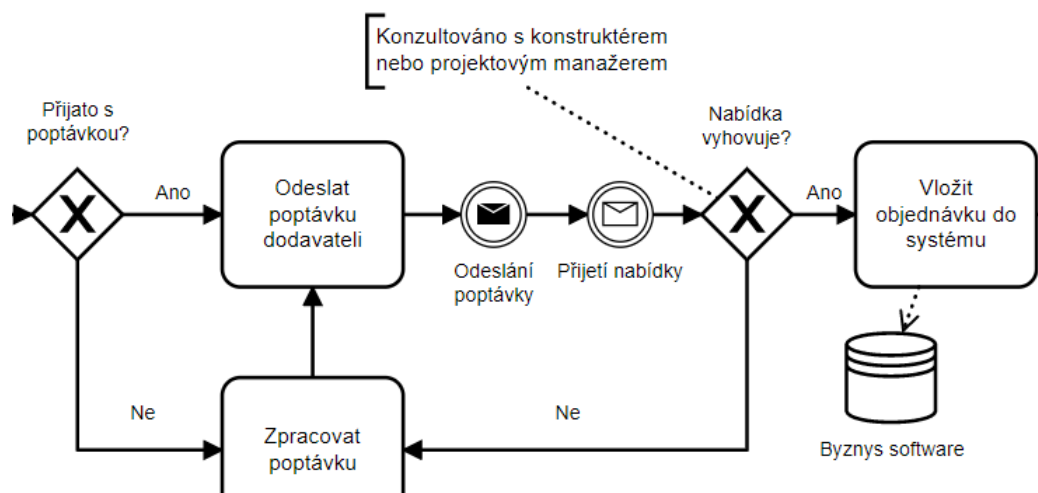 Konzultováno s konstruktérem
nebo projektovým manažerem
Přijato s
poptávkou?
Nabídka
vyhovuje?
Ano
Odeslat
poptávku
dodavateli
Ano
Vložit
objednávku do
systému
Odeslání
poptávky
Přijetí nabídky
Ne
Zpracovat
poptávku
Ne
Byznys software